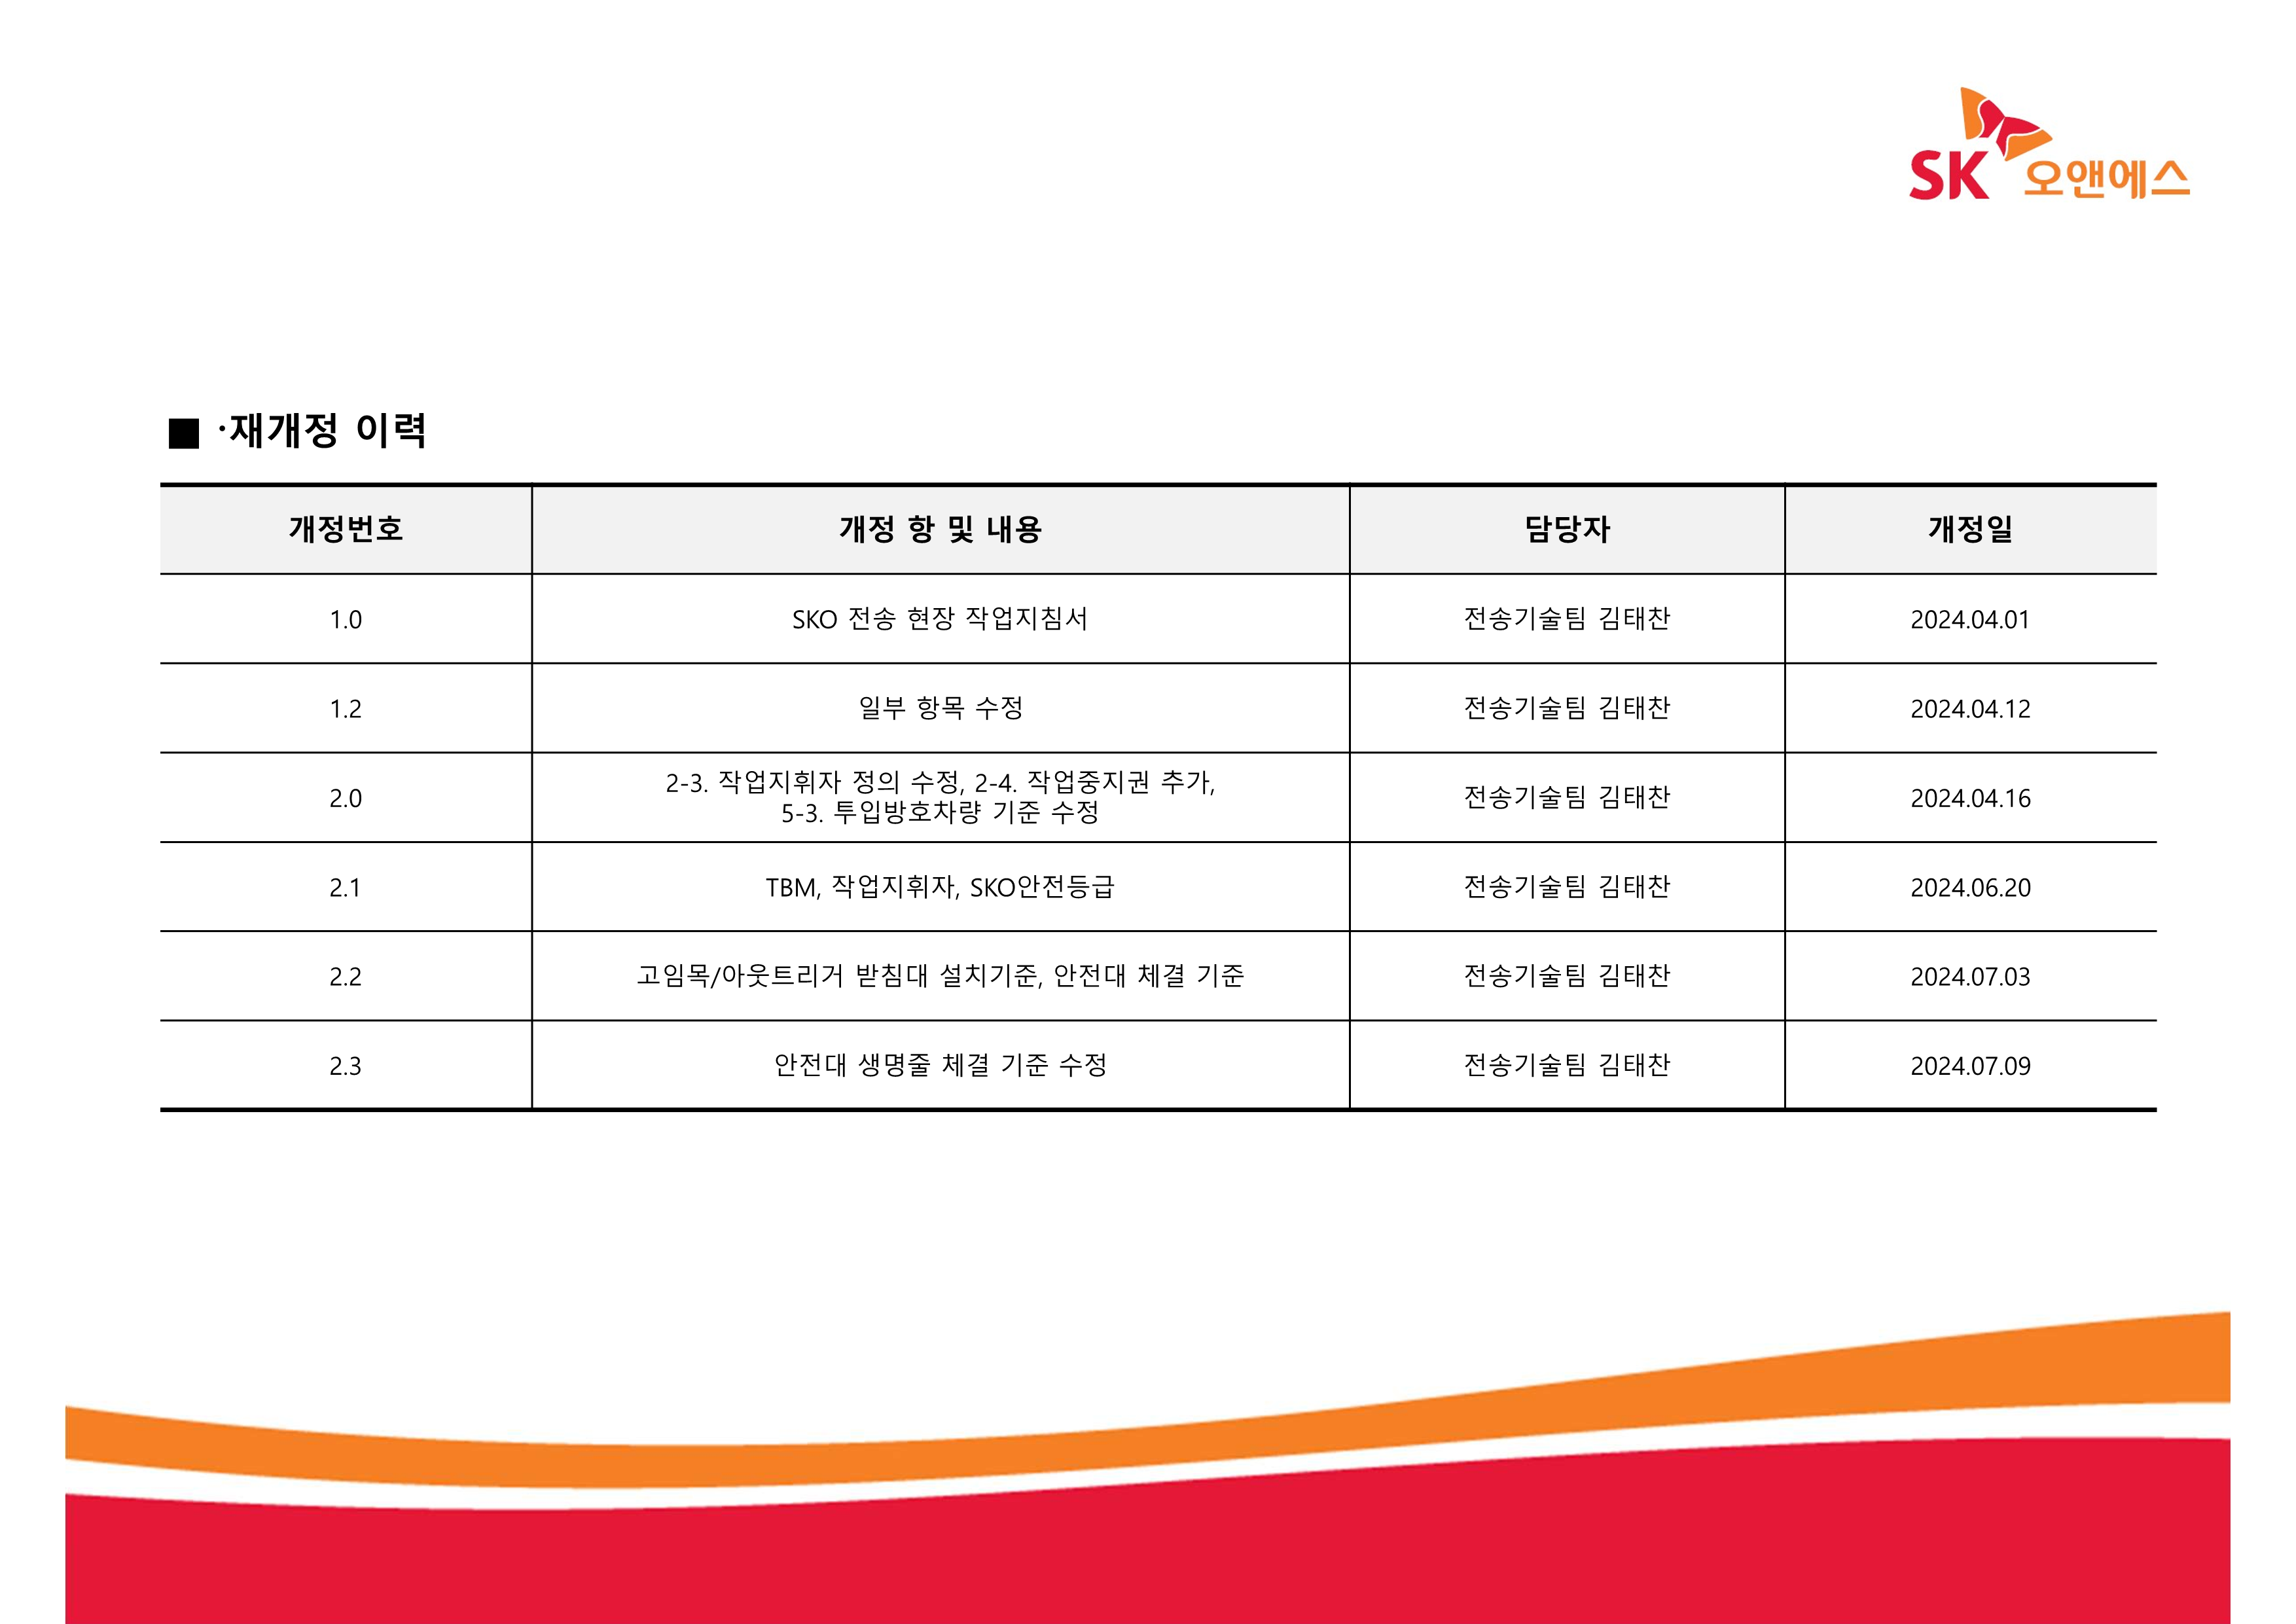 SK 오앤에스
■ ·재개정 이력
개정번호 개정 항 및 내용 담당자 개정일
1.0 SKO 전송 현장 작업지침서 전송기술팀 김태찬 2024.04.01
1.2 일부 항목 수정 전송기술팀 김태찬 2024.04.12
2.0 2-3. 작업지휘자 정의 수정, 2-4. 작업중지권 추가,
5-3. 투입방호차량 기준 수정 전송기술팀 김태찬 2024.04.16
2.1 TBM, 작업지휘자, SKO안전등급 전송기술팀 김태찬 2024.06.20
2.2 고임목/아웃트리거 받침대 설치기준, 안전대 체결 기준 전송기술팀 김태찬 2024.07.03
2.3 안전대 생명줄 체결 기준 수정 전송기술팀 김태찬 2024.07.09